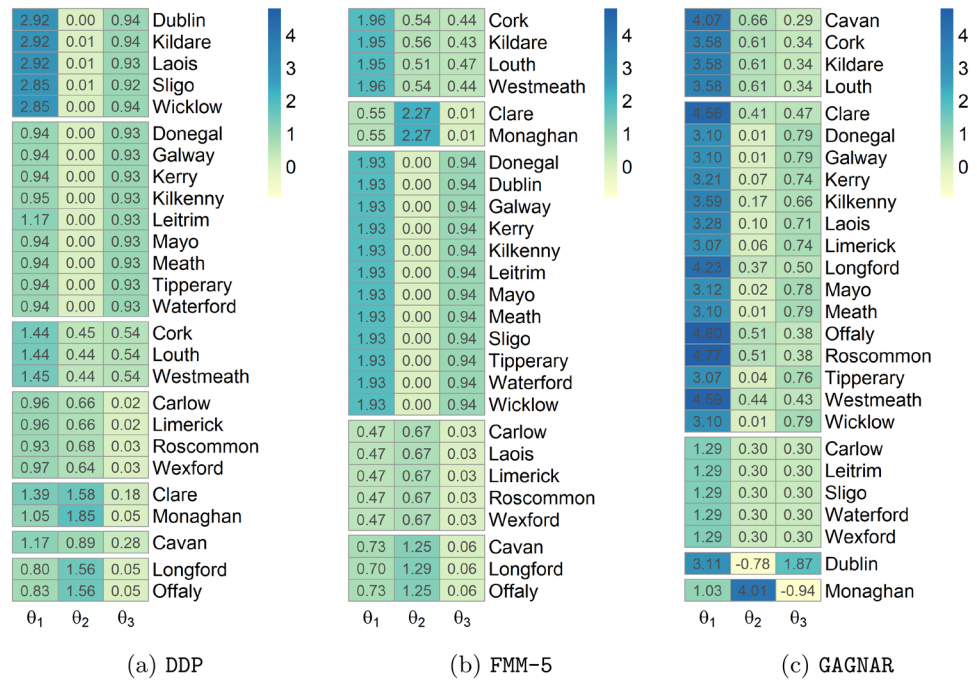 2.92 0.00 0.94 Dublin
2.92 0.01 0.94 Kildare
2.92 0.01 0.93 Laois
2.85 0.01 0.92 Sligo
2.85 0.00 0.94 Wicklow
0.94 0.00 0.93 Donegal
0.94 0.00 0.93 Galway
0.94 0.00 0.93 Kerry
0.95 0.00 0.93 Kilkenny
1.17 0.00 0.93 Leitrim
0.94 0.00 0.93 Mayo
0.94 0.00 0.93 Meath
0.94 0.00 0.93 Tipperary
0.94 0.00 0.93 Waterford
1.44 0.45 0.54 Cork
1.44 0.44 0.54 Louth
1.45 0.44 0.54 Westmeath
0.96 0.66 0.02 Carlow
0.96 0.66 0.02 Limerick
0.93 0.68 0.03 Roscommon
0.97 0.64 0.03 Wexford
1.39 1.58 0.18 Clare
1.05 1.85 0.05 Monaghan
1.17 0.89 0.28 Cavan
0.80 1.56 0.05 Longford
0.83 1.56 0.05 Offaly
θ1 θ2 θ3
4
3
2
1
0
(a) DDP
1.96 0.54 0.44 Cork
1.95 0.56 0.43 Kildare
1.95 0.51 0.47 Louth
1.96 0.54 0.44 Westmeath
0.55 2.27 0.01 Clare
0.55 2.27 0.01 Monaghan
1.93 0.00 0.94 Donegal
1.93 0.00 0.94 Dublin
1.93 0.00 0.94 Galway
1.93 0.00 0.94 Kerry
1.93 0.00 0.94 Kilkenny
1.93 0.00 0.94 Leitrim
1.93 0.00 0.94 Mayo
1.93 0.00 0.94 Meath
1.93 0.00 0.94 Sligo
1.93 0.00 0.94 Tipperary
1.93 0.00 0.94 Waterford
1.93 0.00 0.94 Wicklow
0.47 0.67 0.03 Carlow
0.47 0.67 0.03 Laois
0.47 0.67 0.03 Limerick
0.47 0.67 0.03 Roscommon
0.47 0.67 0.03 Wexford
0.73 1.25 0.06 Cavan
0.70 1.29 0.06 Longford
0.73 1.25 0.06 Offaly
θ1 θ2 θ3
4
3
2
1
0
(b) FMM-5
4.07 0.66 0.29 Cavan
3.58 0.61 0.34 Cork
3.58 0.61 0.34 Kildare
3.58 0.61 0.34 Louth
4.56 0.41 0.47 Clare
3.10 0.01 0.79 Donegal
3.10 0.01 0.79 Galway
3.21 0.07 0.74 Kerry
3.59 0.17 0.66 Kilkenny
3.28 0.10 0.71 Laois
3.07 0.06 0.74 Limerick
4.23 0.37 0.50 Longford
3.12 0.02 0.78 Mayo
3.10 0.01 0.79 Meath
4.80 0.51 0.38 Offaly
4.77 0.51 0.38 Roscommon
3.07 0.04 0.76 Tipperary
4.59 0.44 0.43 Westmeath
3.10 0.01 0.79 Wicklow
1.29 0.30 0.30 Carlow
1.29 0.30 0.30 Leitrim
1.29 0.30 0.30 Sligo
1.29 0.30 0.30 Waterford
1.29 0.30 0.30 Wexford
3.11 -0.78 1.87 Dublin
1.03 4.01 -0.94 Monaghan
θ1 θ2 θ3
4
3
2
1
0
(c) GAGNAR